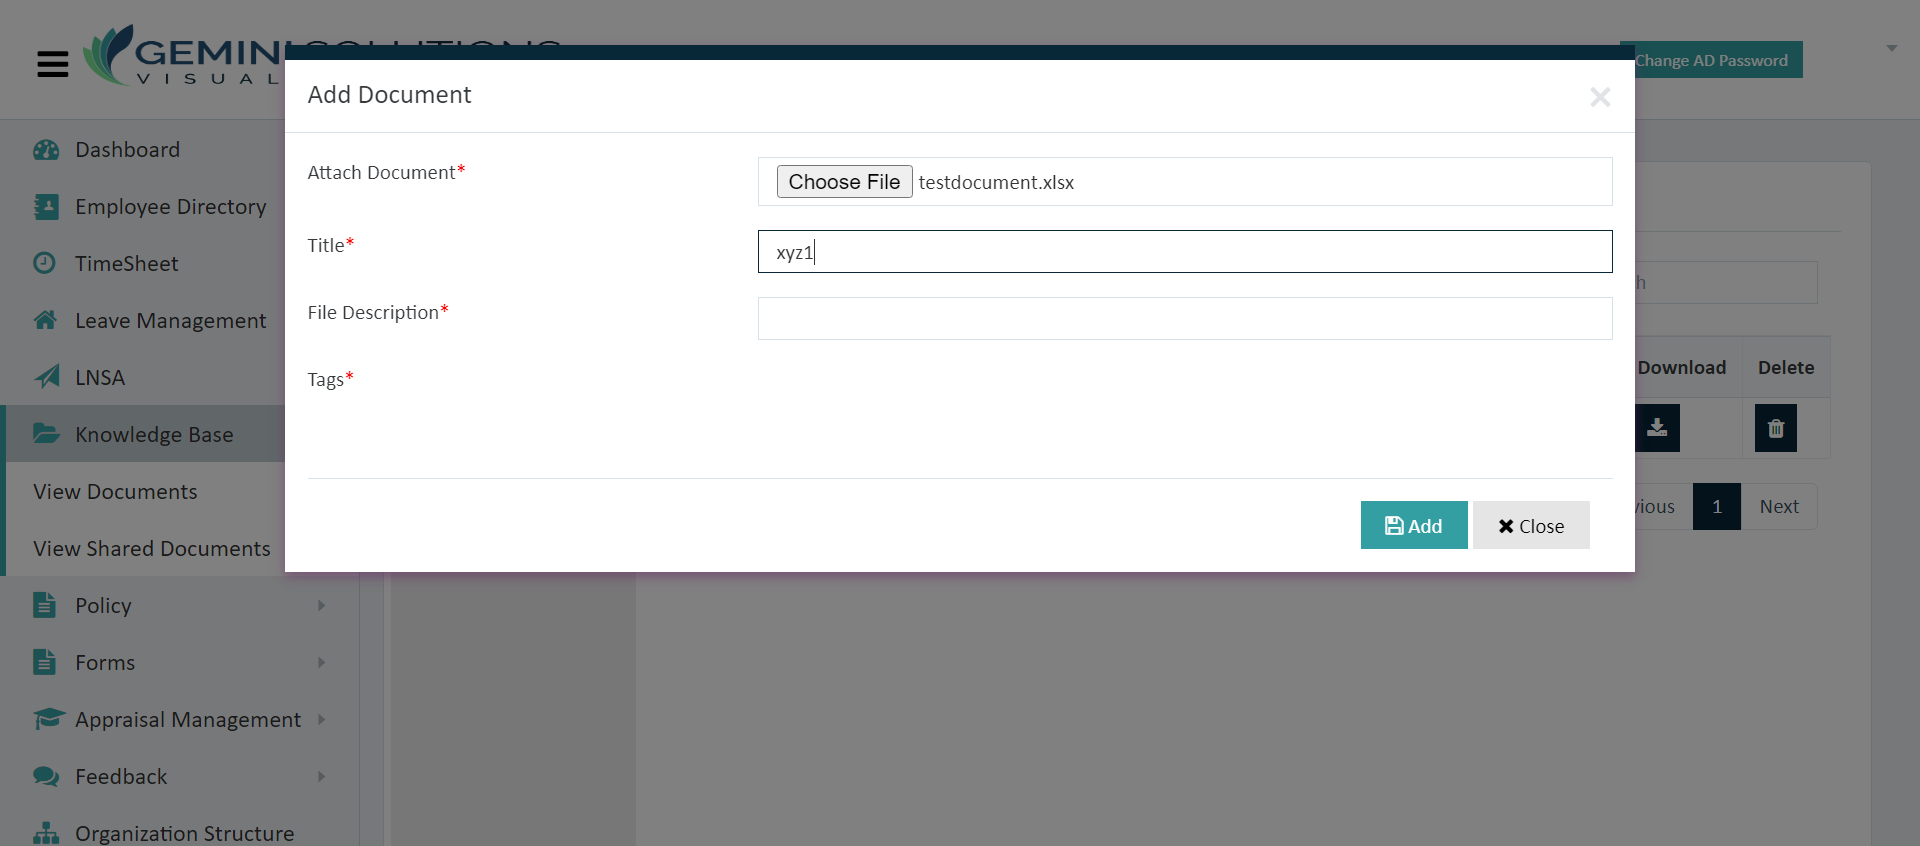 GEMINI SOLUTIONS
VISUAL
Change AD Password
Add Document
Dashboard
Employee Directory
TimeSheet
Leave Management
LNSA
Knowledge Base
View Documents
View Shared Documents
Policy
Forms
Appraisal Management
Feedback
Organization Structure
Attach Document*
Choose File testdocument.xlsx
Title*
xyz1
File Description*
Tags*
Add
Close
h
Download Delete
vious 1 Next